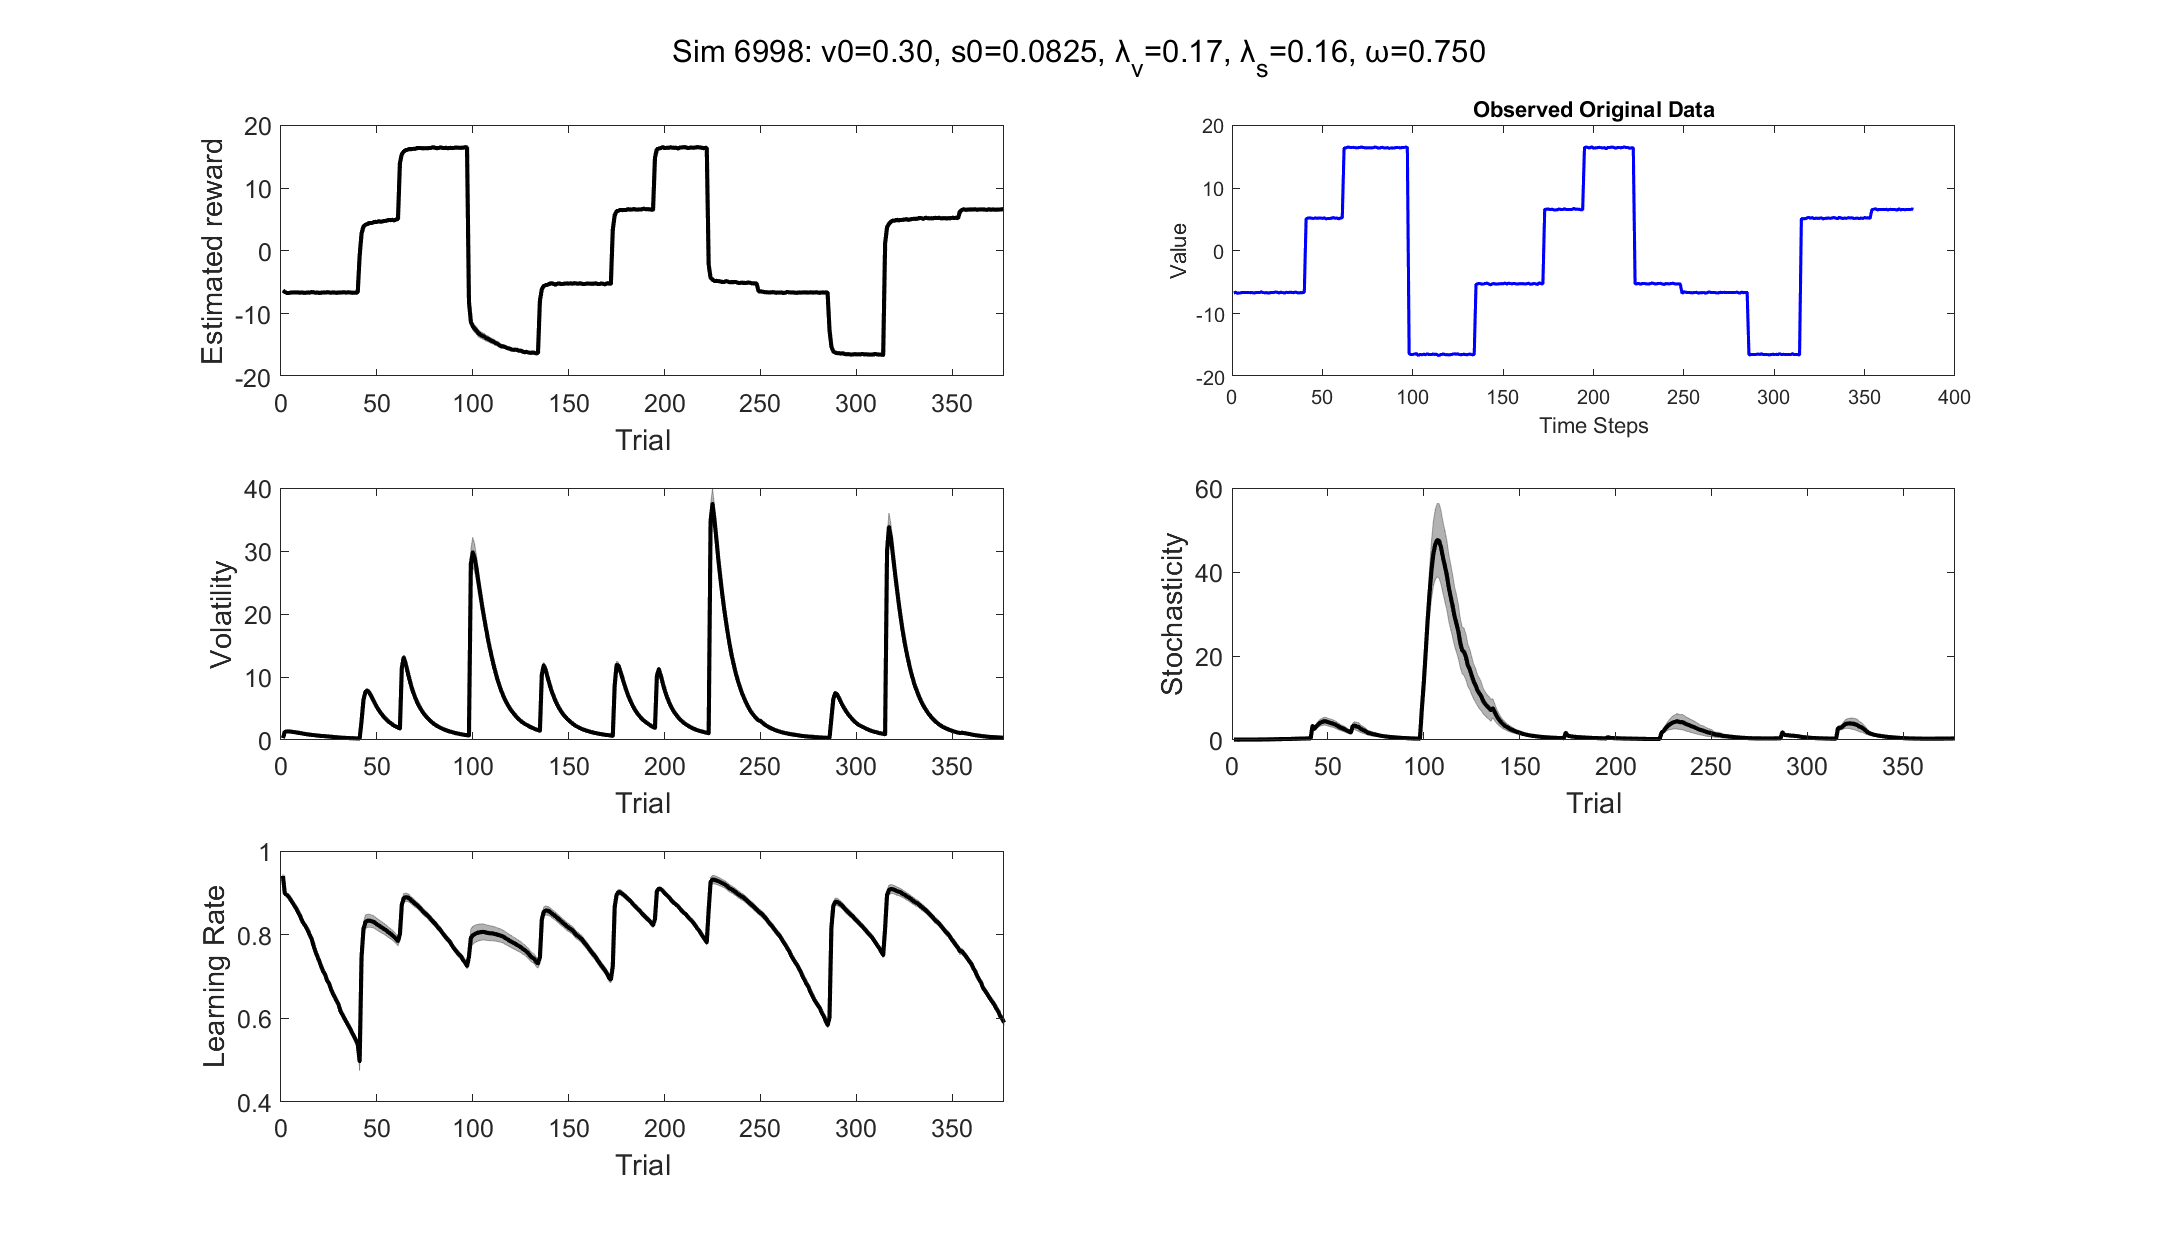 Sim 6998: v0=0.30, s0=0.0825, λv=0.17, λs=0.16, ω=0.750
Estimated reward
20
10
0
-10
-20
0 50 100 150 200 250 300 350
Trial
Observed Original Data
Value
20
10
0
-10
-20
0 50 100 150 200 250 300 350 400
Time Steps
Volatility
40
30
20
10
0
0 50 100 150 200 250 300 350
Trial
Stochasticity
60
40
20
0
0 50 100 150 200 250 300 350
Trial
Learning Rate
1
0.8
0.6
0.4
0 50 100 150 200 250 300 350
Trial